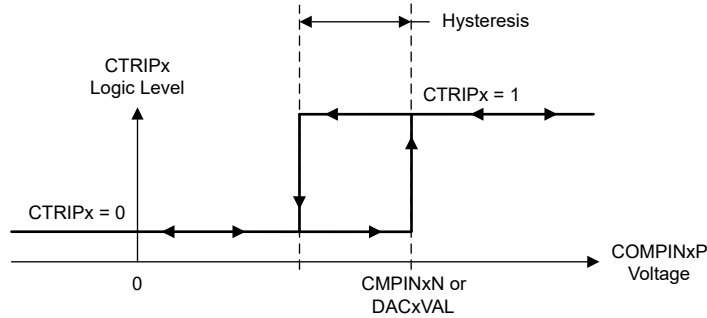 Hysteresis
CTRIPx
Logic Level
CTRIPx = 1
CTRIPx = 0
COMPINxP
Voltage
0
CMPINxN or
DACxVAL